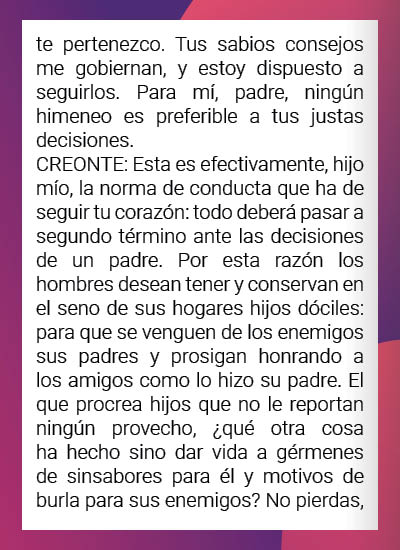 te pertenezco. Tus sabios consejos
me gobiernan, y estoy dispuesto a
seguirlos. Para mí, padre, ningún
himeneo es preferible a tus justas
decisiones.
CREONTE: Esta es efectivamente, hijo
mío, la norma de conducta que ha de
seguir tu corazón: todo deberá pasar a
segundo término ante las decisiones
de un padre. Por esta razón los
hombres desean tener y conservan en
el seno de sus hogares hijos dóciles:
para que se venguen de los enemigos
sus padres y prosigan honrando a
los amigos como lo hizo su padre. El
que procrea hijos que no le reportan
ningún provecho, ¿qué otra cosa
ha hecho sino dar vida a gérmenes
de sinsabores para él y motivos de
burla para sus enemigos? No pierdas,